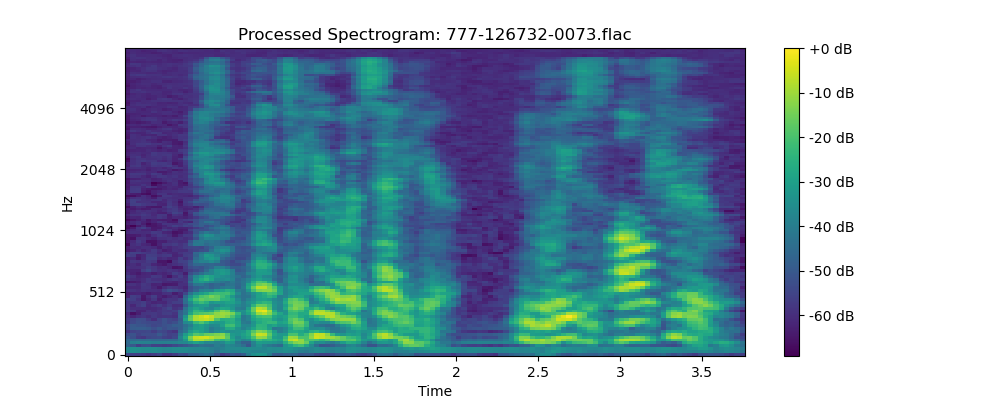 Processed Spectrogram: 777-126732-0073.flac
+0 dB
4096
-10 dB
-20 dB
2048
-30 dB
Hz
1024
-40 dB
-50 dB
512
-60 dB
0
0 0.5 1 1.5 2 2.5 3 3.5
Time